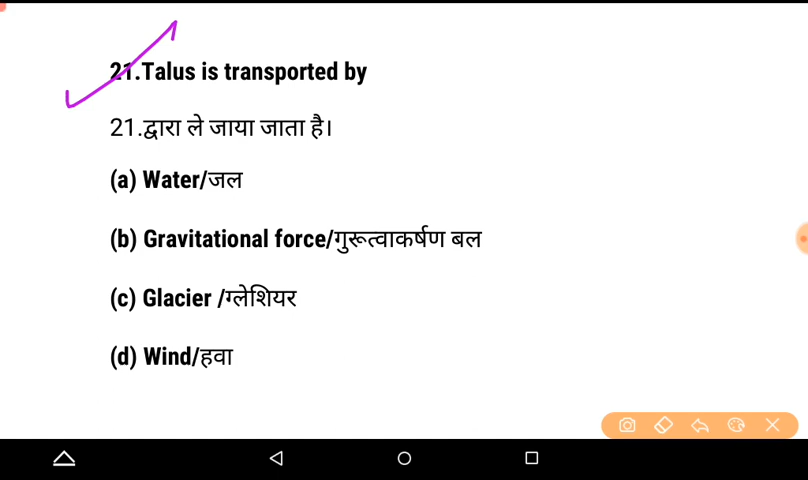 21.Talus is transported by
21.द्वारा ले जाया जाता है।
(a) Water/जल
(b) Gravitational force/गुरूत्वाकर्षण बल
(c) Glacier /ग्लेशियर
(d) Wind/हवा